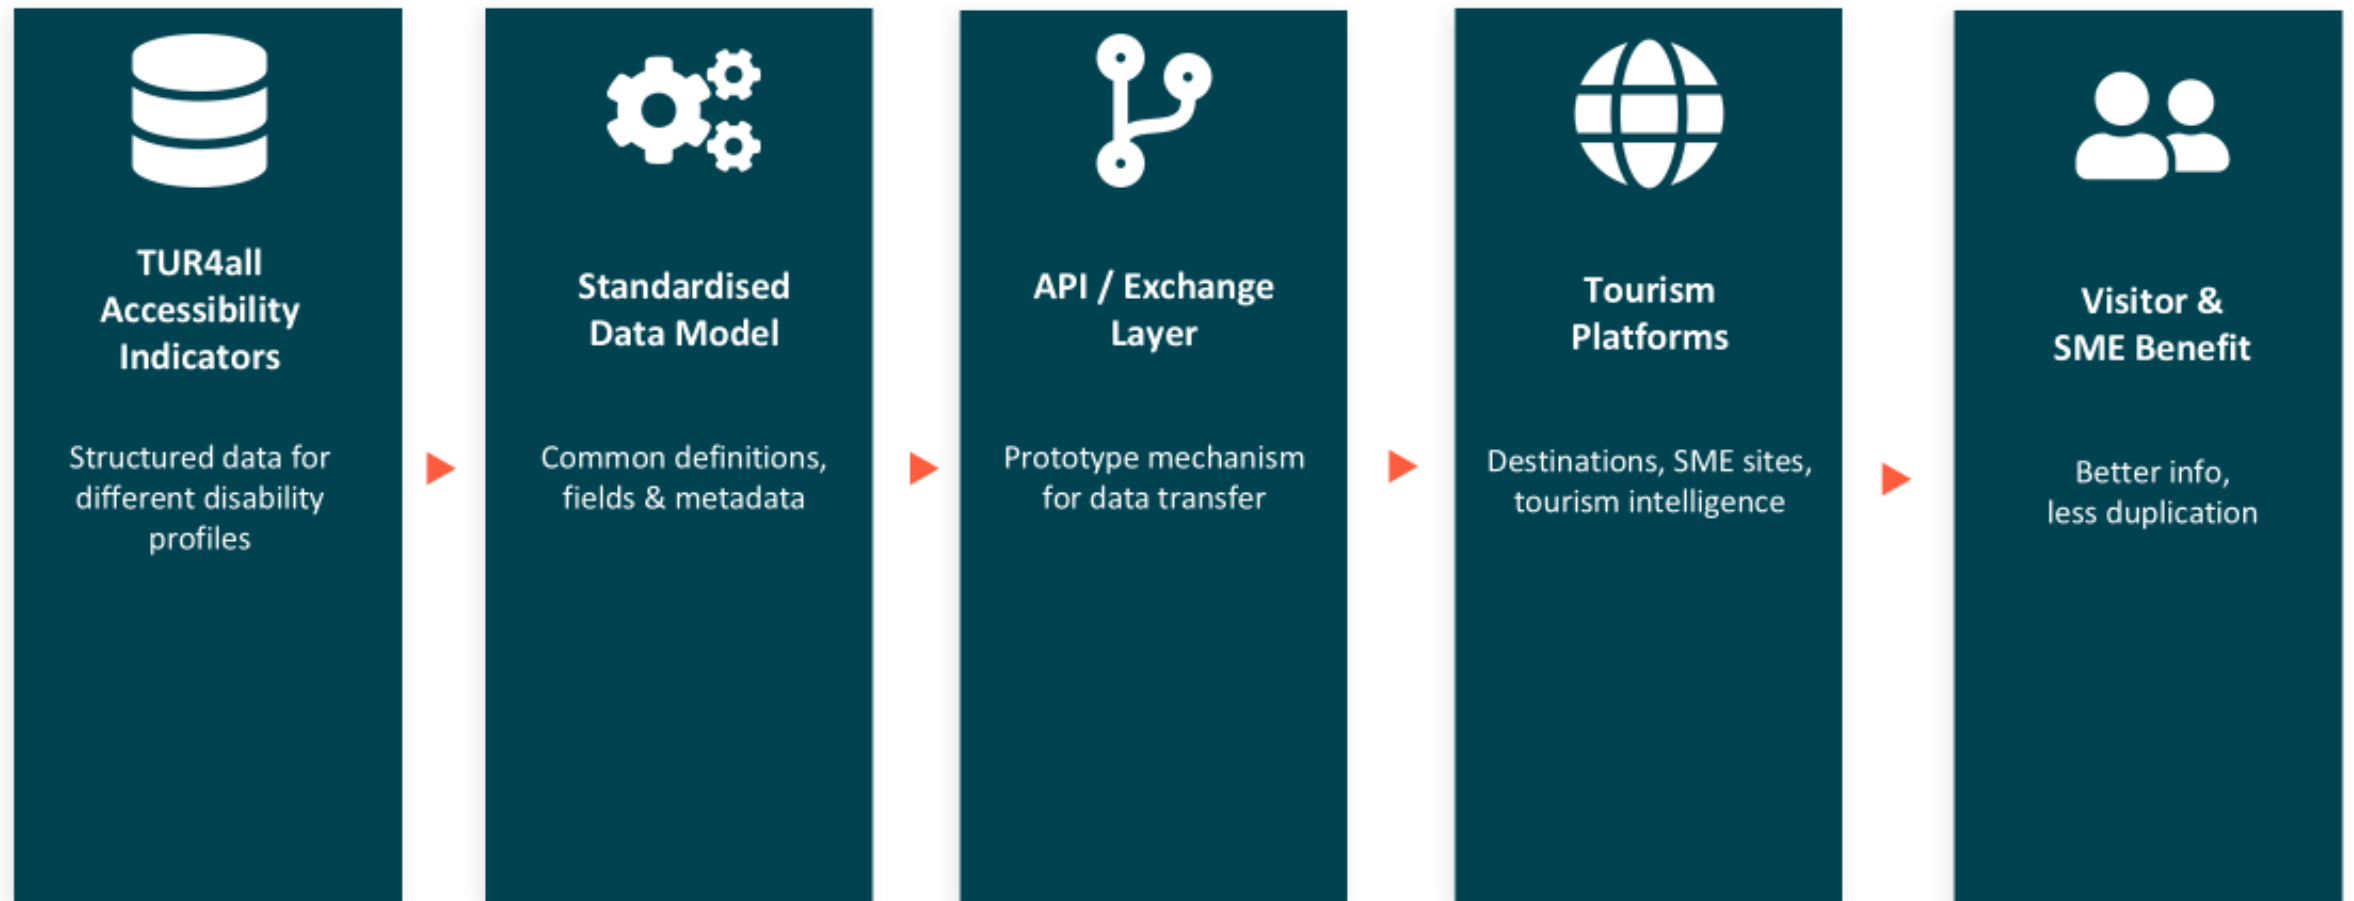 TUR4all
Accessibility
Indicators
Structured data for
different disability
profiles
Standardised
Data Model
Common definitions,
fields & metadata
API / Exchange
Layer
Prototype mechanism
for data transfer
Tourism
Platforms
Destinations, SME sites,
tourism intelligence
Visitor &
SME Benefit
Better info,
less duplication